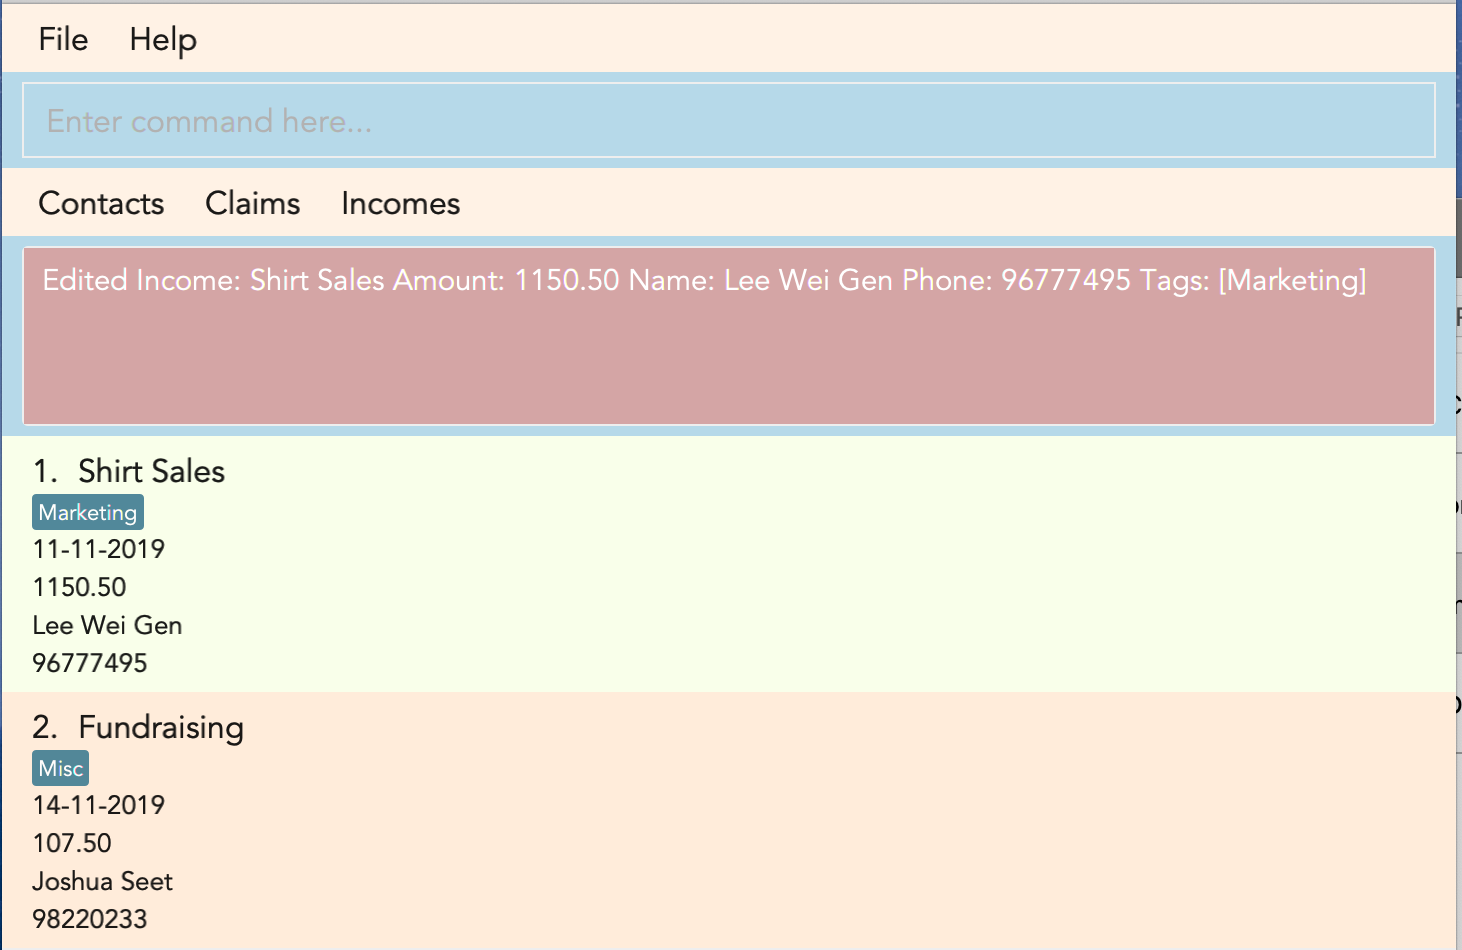 File Help
Enter command here...
Contacts Claims Incomes
Edited Income: Shirt Sales Amount: 1150.50 Name: Lee Wei Gen Phone: 96777495 Tags: [Marketing]
1. Shirt Sales
Marketing
11-11-2019
1150.50
Lee Wei Gen
96777495
2. Fundraising
Misc
14-11-2019
107.50
Joshua Seet
98220233